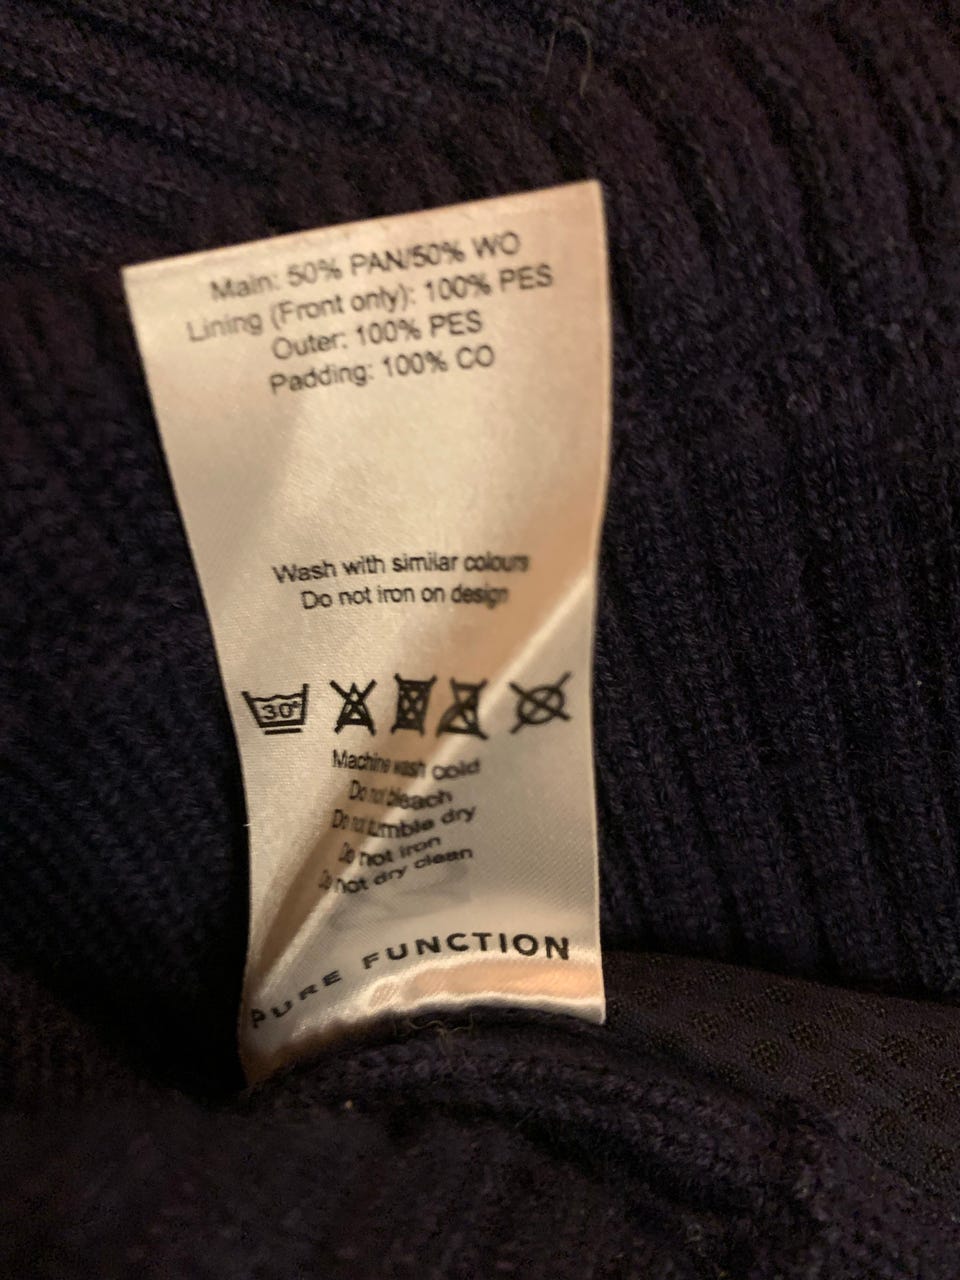 Main: 50% PAN/50% WO
Lining (Front only): 100% PES
Outer: 100% PES
Padding: 100% CO
Wash with similar colours
Do not iron on design
30°
Machine wash cold
Do not bleach
Do not tumble dry
Do not iron
Do not dry clean
PURE FUNCTION